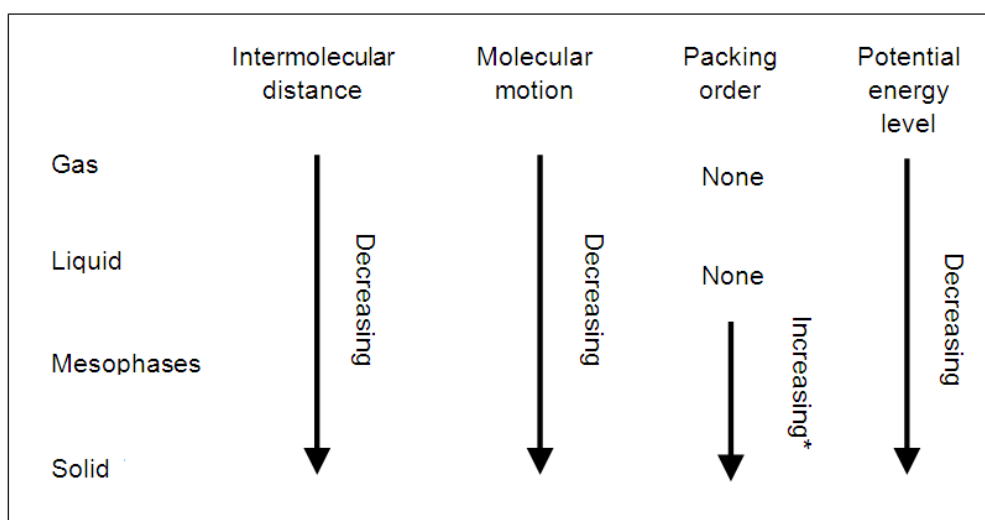 Intermolecular
distance
Molecular
motion
Packing
order
Potential
energy
level
Gas
None
Liquid
None
Mesophases
Solid
Decreasing
Decreasing
Increasing*
Decreasing